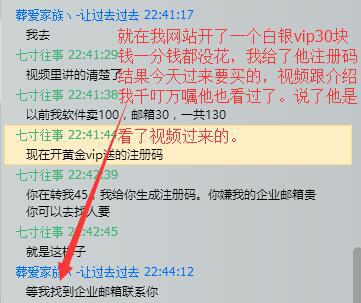 葬爱家族ヽ-让过去过去 22:41:17
我去
七寸往事 22:41:29
视频里讲的清楚了
七寸往事 22:41:38
以前我软件卖100，邮箱30，一共130
七寸往事 22:41:44
现在开黄金vip送的注册码
22:42:39
你在转我45，我给你生成注册码。你嫌我的企业邮箱贵
你可以去找人要
七寸往事 22:42:45
就是这样子
葬爱家族ヽ-让过去过去 22:44:12
等我找到企业邮箱联系你
就在我网站开了一个白银vip30块
钱一分钱都没花，我给了他注册码
结果今天过来要买的，视频跟介绍
我千叮万嘱他也看过了。说了他是
看了视频过来的。